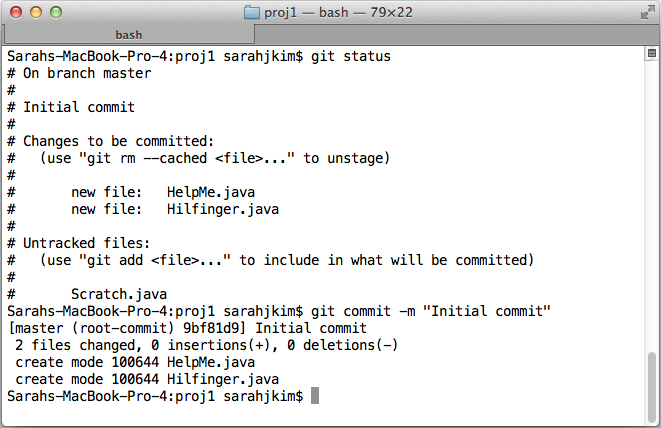 proj1 — bash — 79×22
bash
Sarahs-MacBook-Pro-4:proj1 sarahjkim$ git status
# On branch master
#
# Initial commit
#
# Changes to be committed:
#   (use "git rm --cached <file>..." to unstage)
#
#       new file:   HelpMe.java
#       new file:   Hilfinger.java
#
# Untracked files:
#   (use "git add <file>..." to include in what will be committed)
#
#       Scratch.java
Sarahs-MacBook-Pro-4:proj1 sarahjkim$ git commit -m "Initial commit"
[master (root-commit) 9bf81d9] Initial commit
 2 files changed, 0 insertions(+), 0 deletions(-)
 create mode 100644 HelpMe.java
 create mode 100644 Hilfinger.java
Sarahs-MacBook-Pro-4:proj1 sarahjkim$